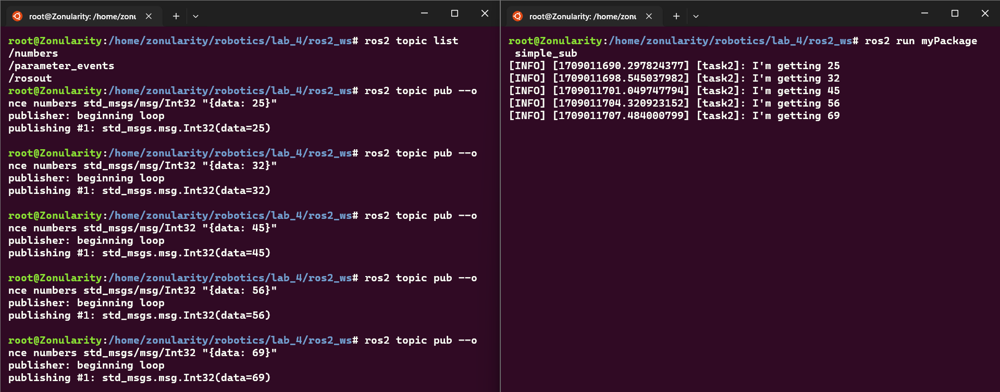 root@Zonularity: /home/zonu
root@Zonularity:/home/zonularity/robotics/lab_4/ros2_ws# ros2 topic list
/numbers
/parameter_events
/rosout
root@Zonularity:/home/zonularity/robotics/lab_4/ros2_ws# ros2 topic pub --o
nce numbers std_msgs/msg/Int32 "{data: 25}"
publisher: beginning loop
publishing #1: std_msgs.msg.Int32(data=25)
root@Zonularity:/home/zonularity/robotics/lab_4/ros2_ws# ros2 topic pub --o
nce numbers std_msgs/msg/Int32 "{data: 32}"
publisher: beginning loop
publishing #1: std_msgs.msg.Int32(data=32)
root@Zonularity:/home/zonularity/robotics/lab_4/ros2_ws# ros2 topic pub --o
nce numbers std_msgs/msg/Int32 "{data: 45}"
publisher: beginning loop
publishing #1: std_msgs.msg.Int32(data=45)
root@Zonularity:/home/zonularity/robotics/lab_4/ros2_ws# ros2 topic pub --o
nce numbers std_msgs/msg/Int32 "{data: 56}"
publisher: beginning loop
publishing #1: std_msgs.msg.Int32(data=56)
root@Zonularity:/home/zonularity/robotics/lab_4/ros2_ws# ros2 topic pub --o
nce numbers std_msgs/msg/Int32 "{data: 69}"
publisher: beginning loop
publishing #1: std_msgs.msg.Int32(data=69)
root@Zonularity: /home/zonu
root@Zonularity:/home/zonularity/robotics/lab_4/ros2_ws# ros2 run myPackage
 simple_sub
[INFO] [1709011690.297824377] [task2]: I'm getting 25
[INFO] [1709011698.545037982] [task2]: I'm getting 32
[INFO] [1709011701.049747794] [task2]: I'm getting 45
[INFO] [1709011704.320923152] [task2]: I'm getting 56
[INFO] [1709011707.484000799] [task2]: I'm getting 69